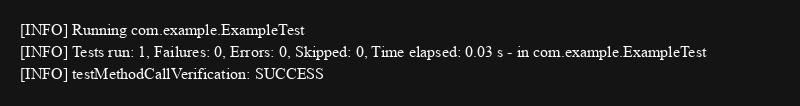 [INFO] Running com.example.ExampleTest
[INFO] Tests run: 1, Failures: 0, Errors: 0, Skipped: 0, Time elapsed: 0.03 s - in com.example.ExampleTest
[INFO] testMethodCallVerification: SUCCESS